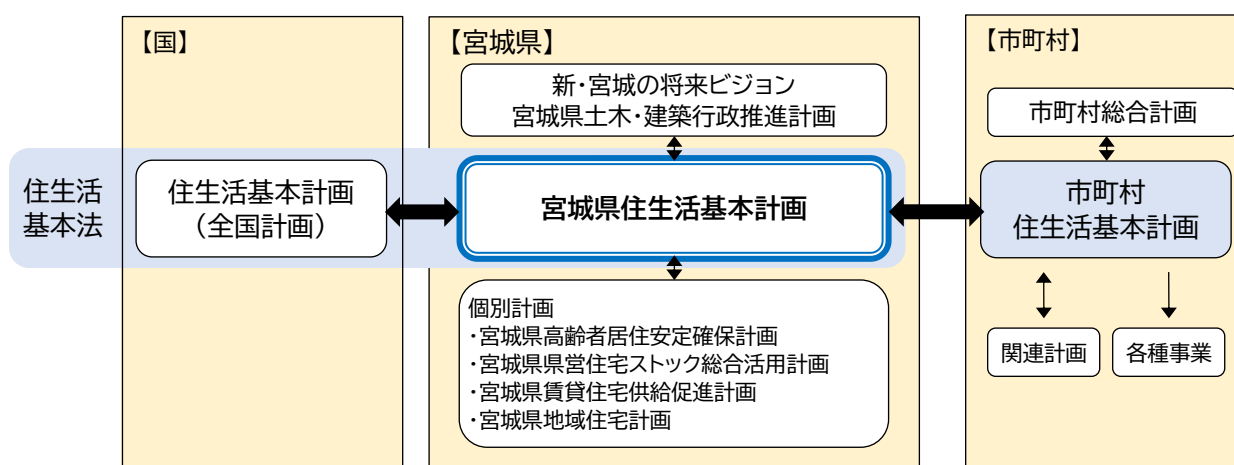 【国】
【宮城県】
【市町村】
新・宮城の将来ビジョン
宮城県土木・建築行政推進計画
市町村総合計画
住生活
基本法
住生活基本計画
（全国計画）
宮城県住生活基本計画
市町村
住生活基本計画
個別計画
・宮城県高齢者居住安定確保計画
・宮城県県営住宅ストック総合活用計画
・宮城県賃貸住宅供給促進計画
・宮城県地域住宅計画
関連計画
各種事業